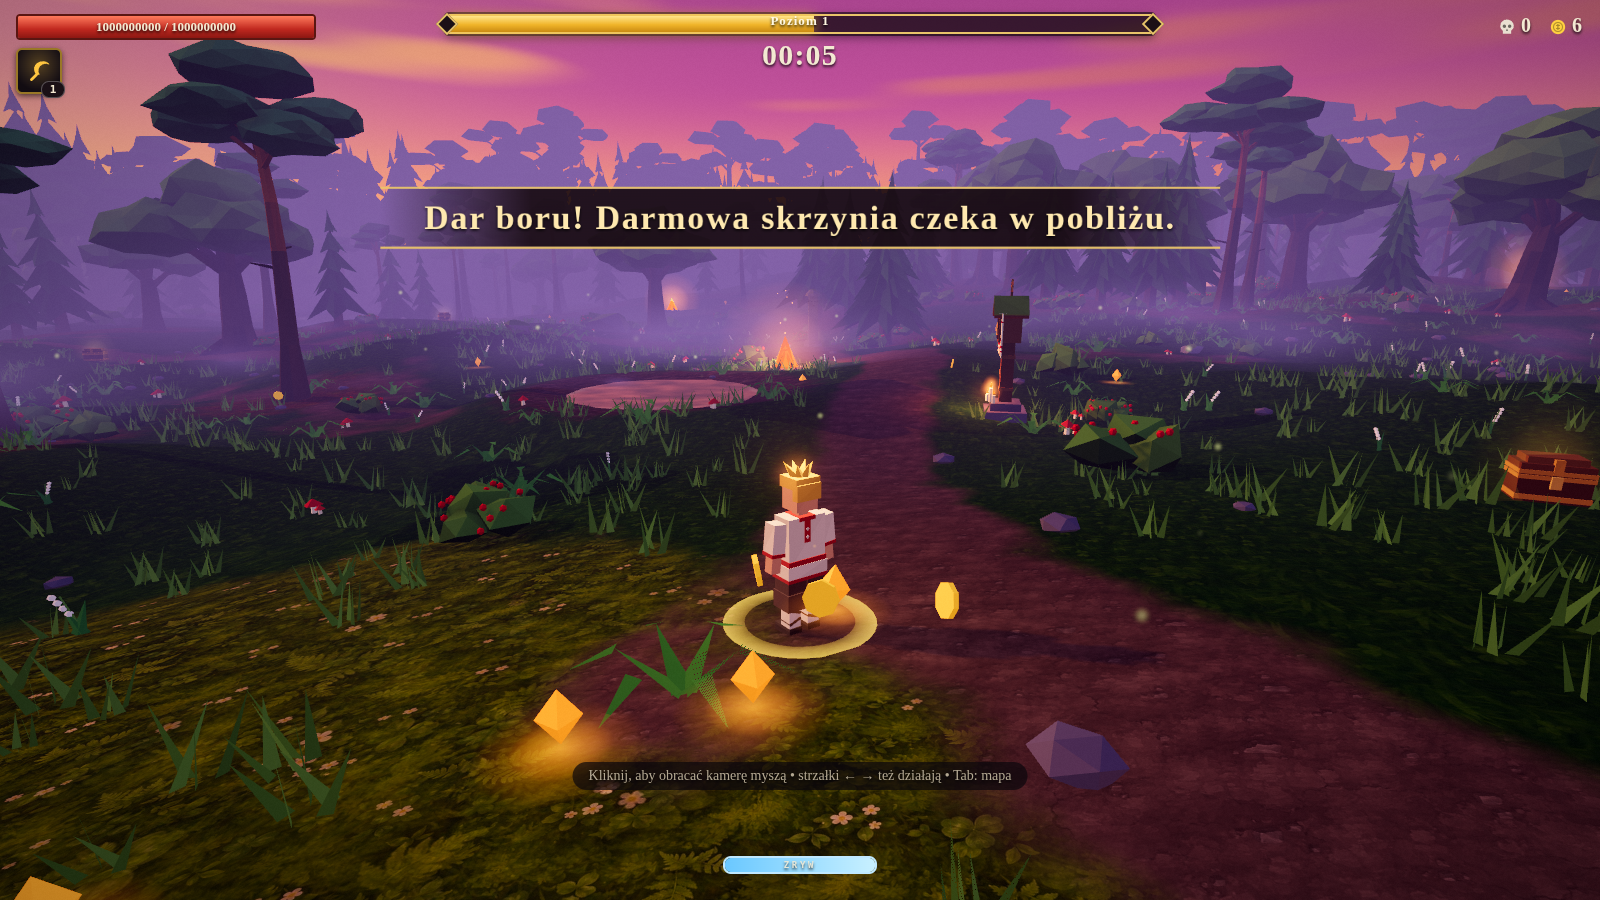 1000000000 / 1000000000
Poziom 1
0 6
00:05
1
Dar boru! Darmowa skrzynia czeka w pobliżu.
Kliknij, aby obracać kamerę myszą • strzałki ← → też działają • Tab: mapa
ZRYW